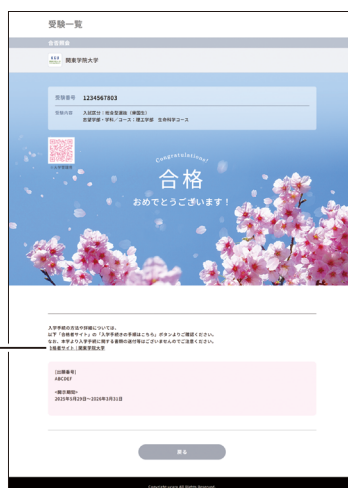 受験一覧
合否照会
関東学院大学
受験番号 1234567803
受験内容 入試区分：総合型選抜（専願型）
志望学部・学科／コース：理工学部 生命科学コース
Congratulations!
合格
おめでとうございます！
入学手続の方法や詳細については、
以下「合格者サイト」の「入学手続きの手順はこちら」ボタンよりご確認ください。
なお、本学より入学手続に関する書類の送付等はございませんのでご注意ください。
合格者サイト｜関東学院大学
(出願番号)
ABC007
<掲示期間>
2025年3月29日～2026年3月31日
戻る
Copyright ucaro All Rights Reserved.